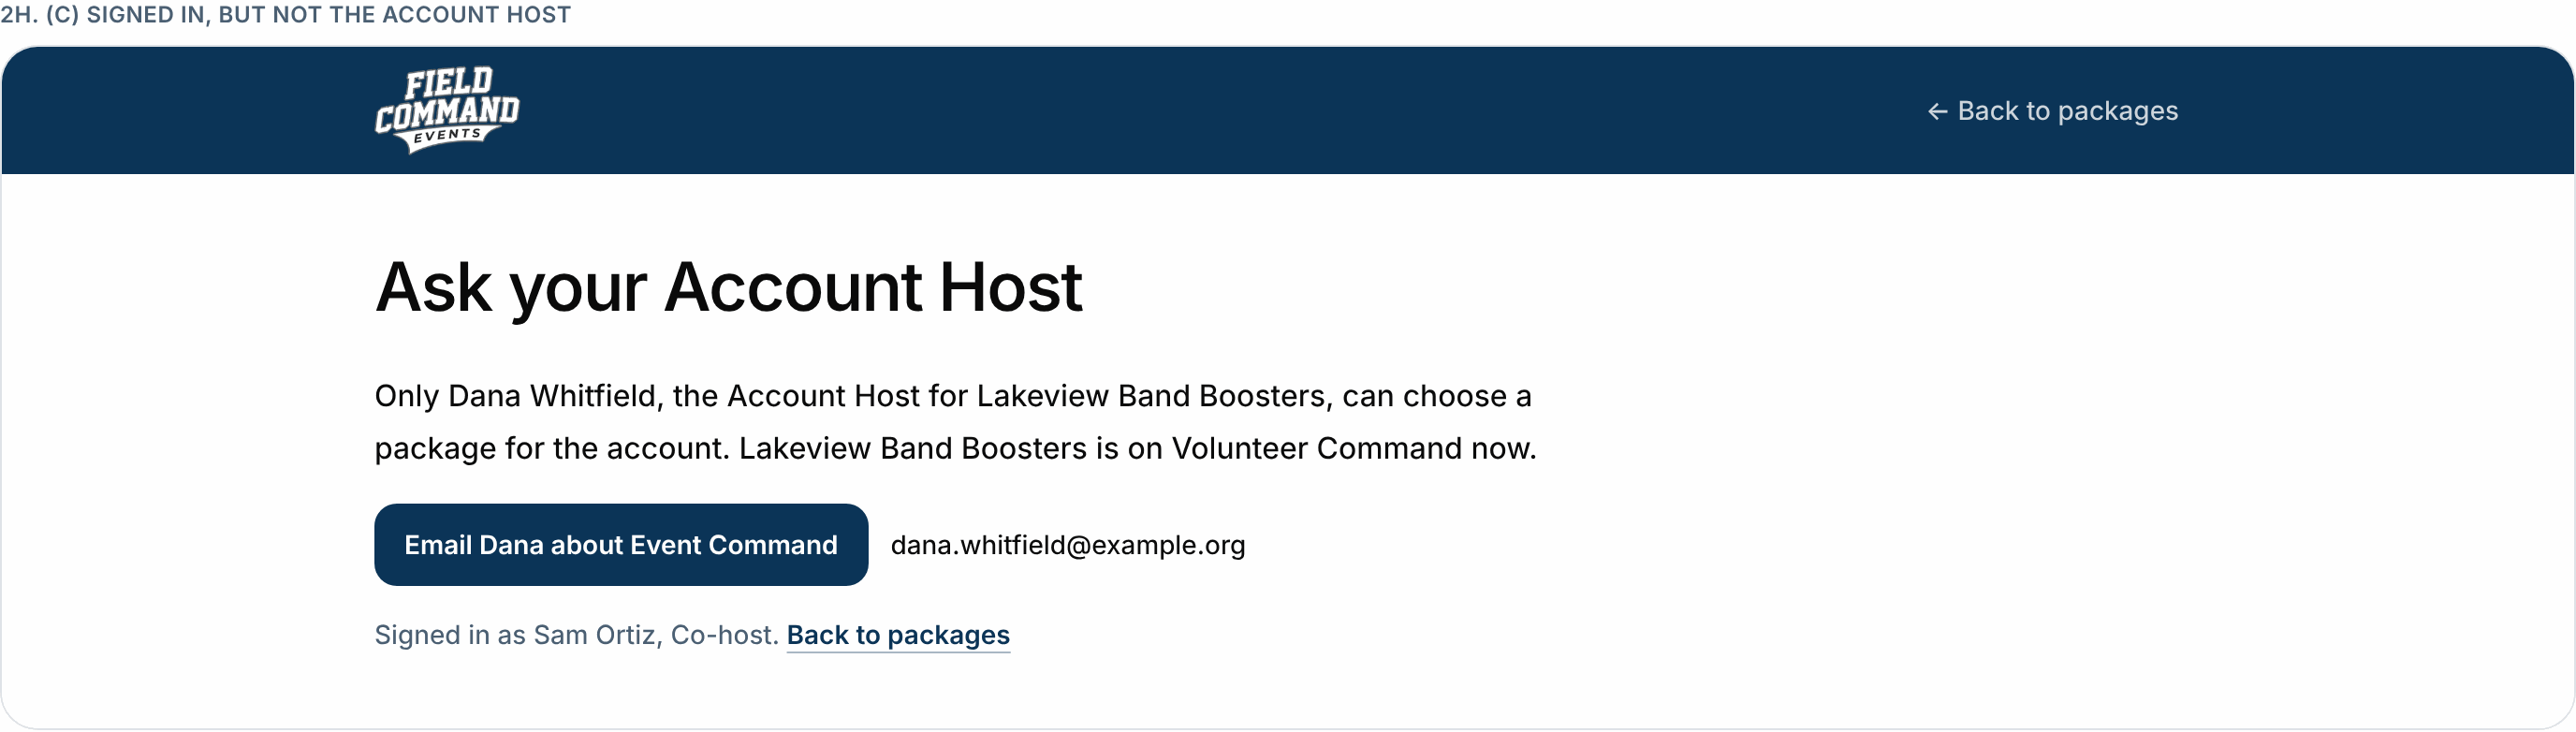 2H. (C) SIGNED IN, BUT NOT THE ACCOUNT HOST
FIELD
COMMAND
EVENTS
← Back to packages
Ask your Account Host
Only Dana Whitfield, the Account Host for Lakeview Band Boosters, can choose a
package for the account. Lakeview Band Boosters is on Volunteer Command now.
Email Dana about Event Command
dana.whitfield@example.org
Signed in as Sam Ortiz, Co-host. Back to packages